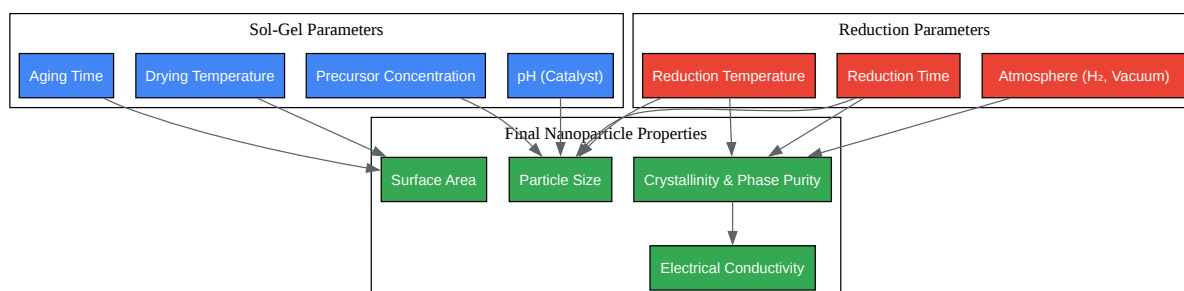 Sol-Gel Parameters
Reduction Parameters
Aging Time
Drying Temperature
Precursor Concentration
pH (Catalyst)
Reduction Temperature
Reduction Time
Atmosphere (H₂, Vacuum)
Final Nanoparticle Properties
Surface Area
Particle Size
Crystallinity & Phase Purity
Electrical Conductivity